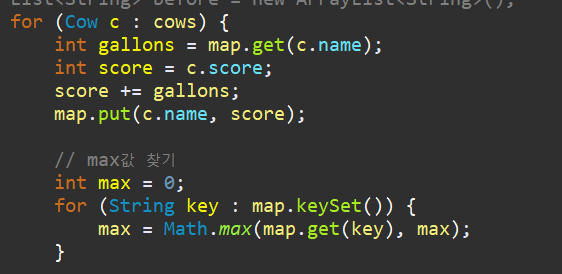 List<String> before = new ArrayList<String>();
for (Cow c : cows) {
    int gallons = map.get(c.name);
    int score = c.score;
    score += gallons;
    map.put(c.name, score);

    // max값 찾기
    int max = 0;
    for (String key : map.keySet()) {
        max = Math.max(map.get(key), max);
    }